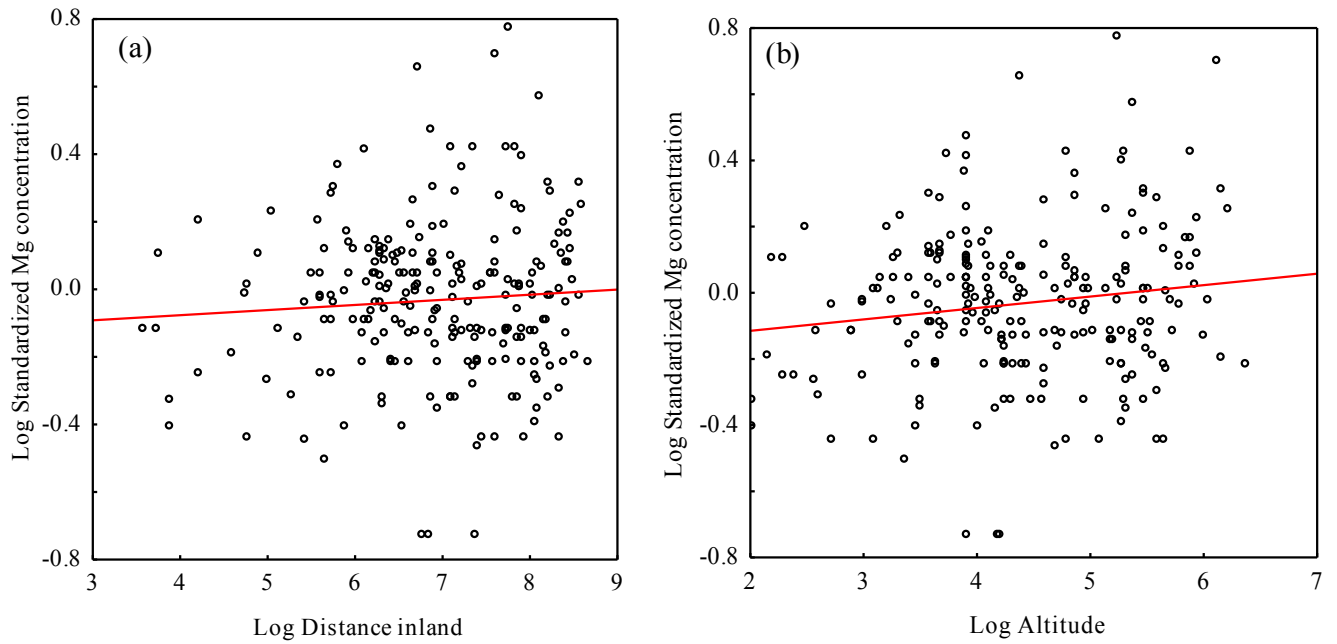 (a)
Log Standardized Mg concentration
0.8
0.4
0.0
-0.4
-0.8
3 4 5 6 7 8 9
Log Distance inland
(b)
Log Standardized Mg concentration
0.8
0.4
0.0
-0.4
-0.8
2 3 4 5 6 7
Log Altitude